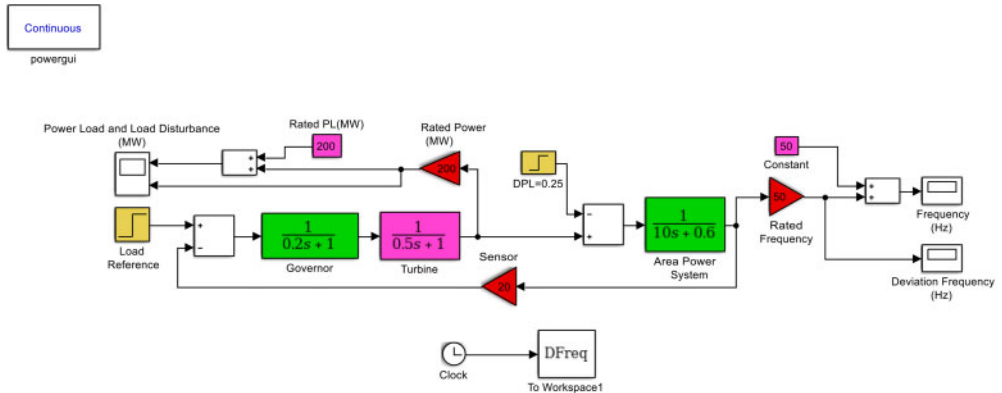 Continuous
powergui
Power Load and Load Disturbance
(MW)
Rated PL(MW)
200
Rated Power
(MW)
200
DPL=0.25
50
Constant
Frequency
(Hz)
Load
Reference
+
−
1
0.2s + 1
Governor
1
0.5s + 1
Turbine
Sensor
20
+
+
−
+
1
10s + 0.6
Area Power
System
50
Rated
Frequency
+
+
Deviation Frequency
(Hz)
Clock
DFreq
To Workspace1